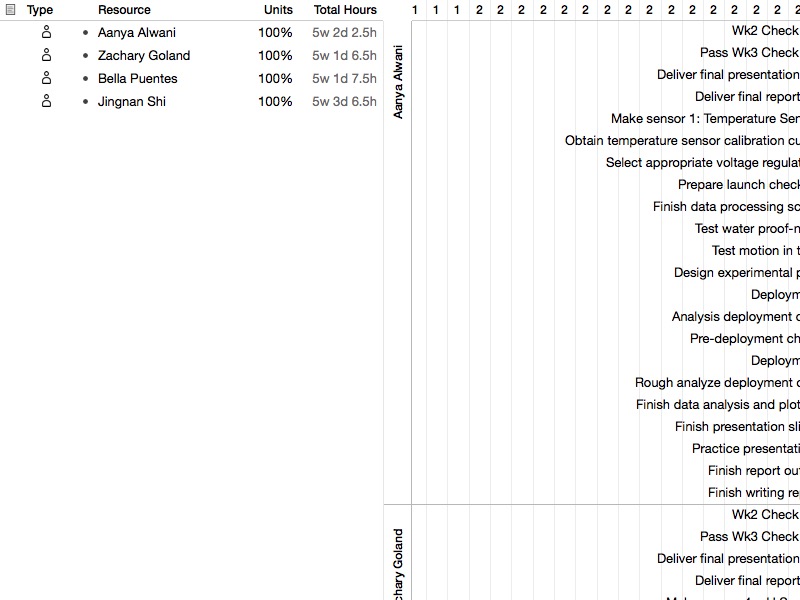 Type Resource Units Total Hours
Aanya Alwani 100% 5w 2d 2.5h
Zachary Goland 100% 5w 1d 6.5h
Bella Puentes 100% 5w 1d 7.5h
Jingnan Shi 100% 5w 3d 6.5h
1 1 1 2 2 2 2 2 2 2 2 2 2 2 2 2 2 2 2
Aanya Alwani
Wk2 Check
Pass Wk3 Check
Deliver final presentation
Deliver final report
Make sensor 1: Temperature Sen
Obtain temperature sensor calibration cu
Select appropriate voltage regulat
Prepare launch check
Finish data processing sc
Test water proof-n
Test motion in t
Design experimental p
Deploym
Analysis deployment d
Pre-deployment ch
Deploym
Rough analyze deployment d
Finish data analysis and plot
Finish presentation sli
Practice presentati
Finish report ou
Finish writing re
chary Goland
Wk2 Check
Pass Wk3 Check
Deliver final presentation
Deliver final report